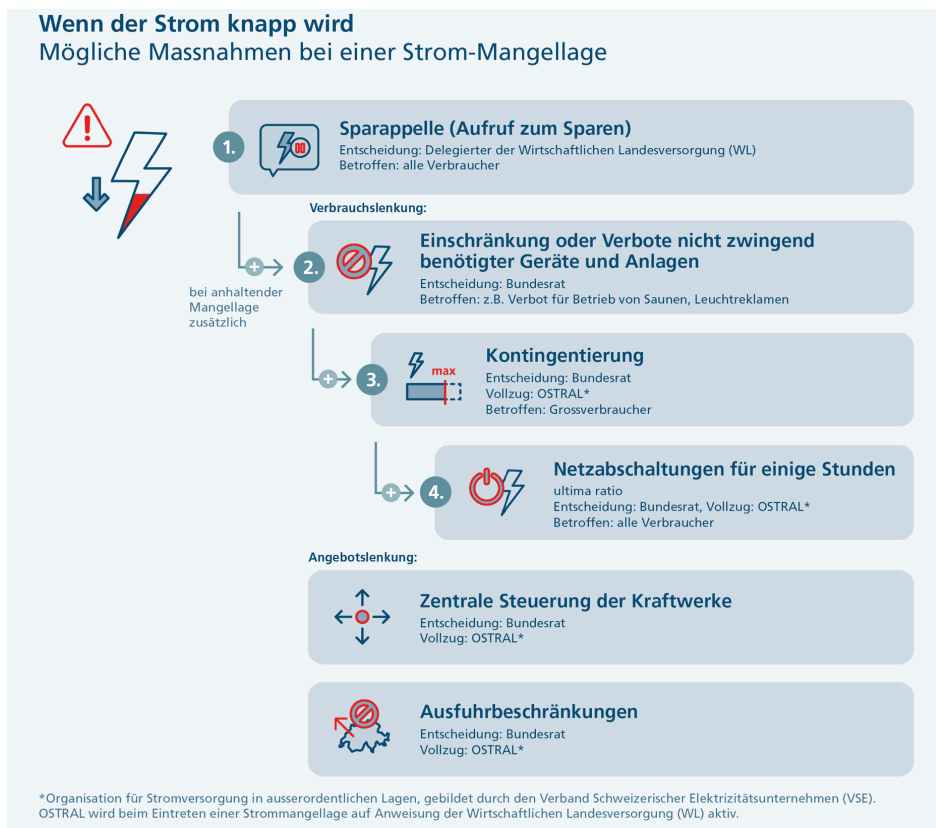 Wenn der Strom knapp wird
Mögliche Massnahmen bei einer Strom-Mangellage
1.
Sparappelle (Aufruf zum Sparen)
Entscheidung: Delegierter der Wirtschaftlichen Landesversorgung (WL)
Betroffen: alle Verbraucher
Verbrauchslenkung:
bei anhaltender
Mangellage
zusätzlich
2.
Einschränkung oder Verbote nicht zwingend
benötigter Geräte und Anlagen
Entscheidung: Bundesrat
Betroffen: z.B. Verbot für Betrieb von Saunen, Leuchtreklamen
3.
max
Kontingentierung
Entscheidung: Bundesrat
Vollzug: OSTRAL*
Betroffen: Grossverbraucher
4.
Netzabschaltungen für einige Stunden
ultima ratio
Entscheidung: Bundesrat, Vollzug: OSTRAL*
Betroffen: alle Verbraucher
Angebotslenkung:
Zentrale Steuerung der Kraftwerke
Entscheidung: Bundesrat
Vollzug: OSTRAL*
Ausfuhrbeschränkungen
Entscheidung: Bundesrat
Vollzug: OSTRAL*
*Organisation für Stromversorgung in ausserordentlichen Lagen, gebildet durch den Verband Schweizerischer Elektrizitätsunternehmen (VSE).
OSTRAL wird beim Eintreten einer Strommangellage auf Anweisung der Wirtschaftlichen Landesversorgung (WL) aktiv.